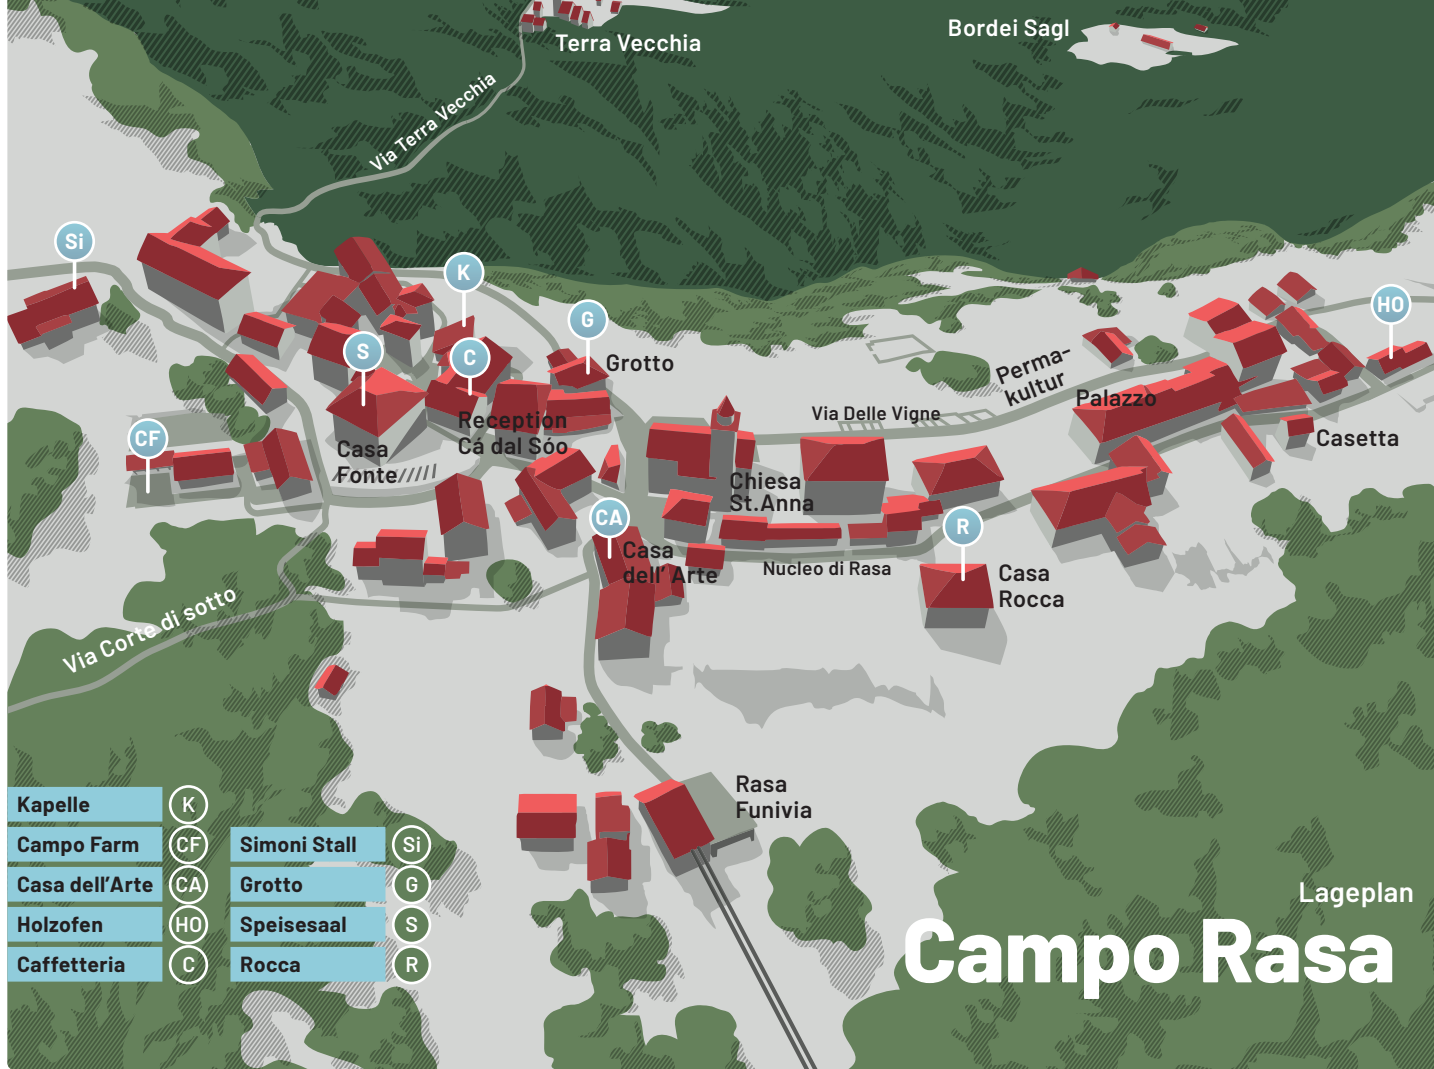 Terra Vecchia
Bordei Sagl
Via Terra Vecchia
Si
K
G
HO
S
C
Grotto
Perma-
kultur
Palazzo
Via Delle Vigne
Casetta
Reception
Cá dal Sóo
CF
Casa
Fonte
Chiesa
St.Anna
CA
R
Casa
dell' Arte
Nucleo di Rasa
Casa
Rocca
Via Corte di sotto
Rasa
Funivia
Kapelle K
Campo Farm CF
Casa dell'Arte CA
Holzofen HO
Caffetteria C
Simoni Stall Si
Grotto G
Speisesaal S
Rocca R
Lageplan
Campo Rasa